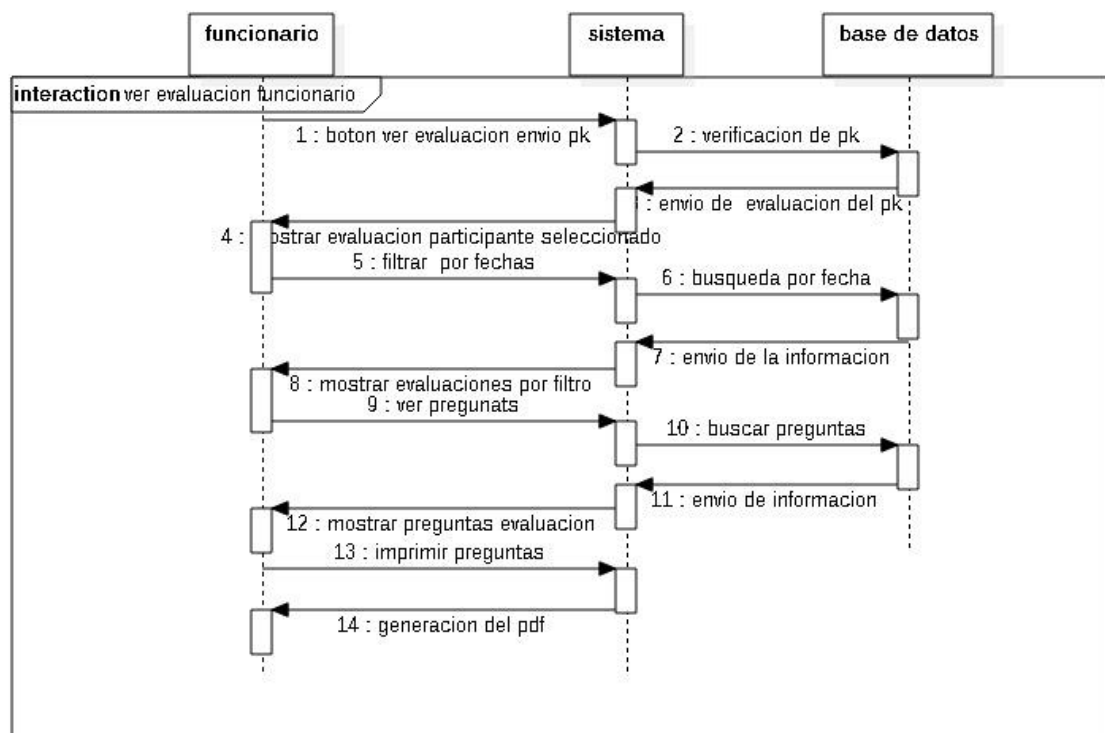 funcionario
sistema
base de datos
interaction ver evaluacion funcionario
1 : boton ver evaluacion envio pk
2 : verificacion de pk
: envio de evaluacion del pk
4 : ostrar evaluacion participante seleccionado
5 : filtrar por fechas
6 : busqueda por fecha
7 : envio de la informacion
8 : mostrar evaluaciones por filtro
9 : ver pregunats
10 : buscar preguntas
11 : envio de informacion
12 : mostrar preguntas evaluacion
13 : imprimir preguntas
14 : generacion del pdf